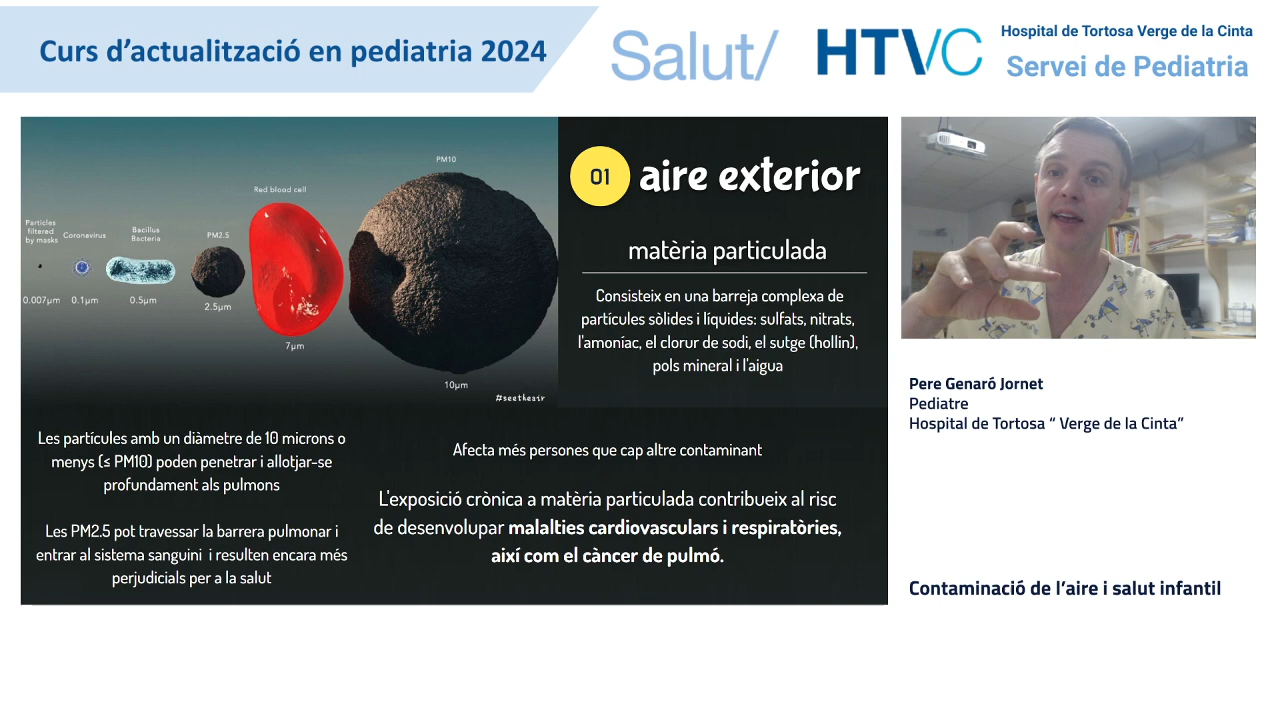 Curs d'actualització en pediatria 2024
Salut/
HTVC
Hospital de Tortosa Verge de la Cinta
Servei de Pediatria
Particles
filtered
by masks
0.007µm
Coronavirus
0.1µm
Bacillus
Bacteria
0.5µm
PM2.5
2.5µm
Red blood cell
7µm
PM10
10µm
#seetheair
01
aire exterior
matèria particulada
Consisteix en una barreja complexa de
partícules sòlides i líquides: sulfats, nitrats,
l'amoníac, el clorur de sodi, el sutge (hollín),
pols mineral i l'aigua
Les partícules amb un diàmetre de 10 microns o
menys (≤ PM10) poden penetrar i allotjar-se
profundament als pulmons
Les PM2.5 pot travessar la barrera pulmonar i
entrar al sistema sanguini i resulten encara més
perjudicials per a la salut
Afecta més persones que cap altre contaminant
L'exposició crònica a matèria particulada contribueix al risc
de desenvolupar malalties cardiovasculars i respiratòries,
així com el càncer de pulmó.
Pere Genaró Jornet
Pediatre
Hospital de Tortosa " Verge de la Cinta"
Contaminació de l'aire i salut infantil